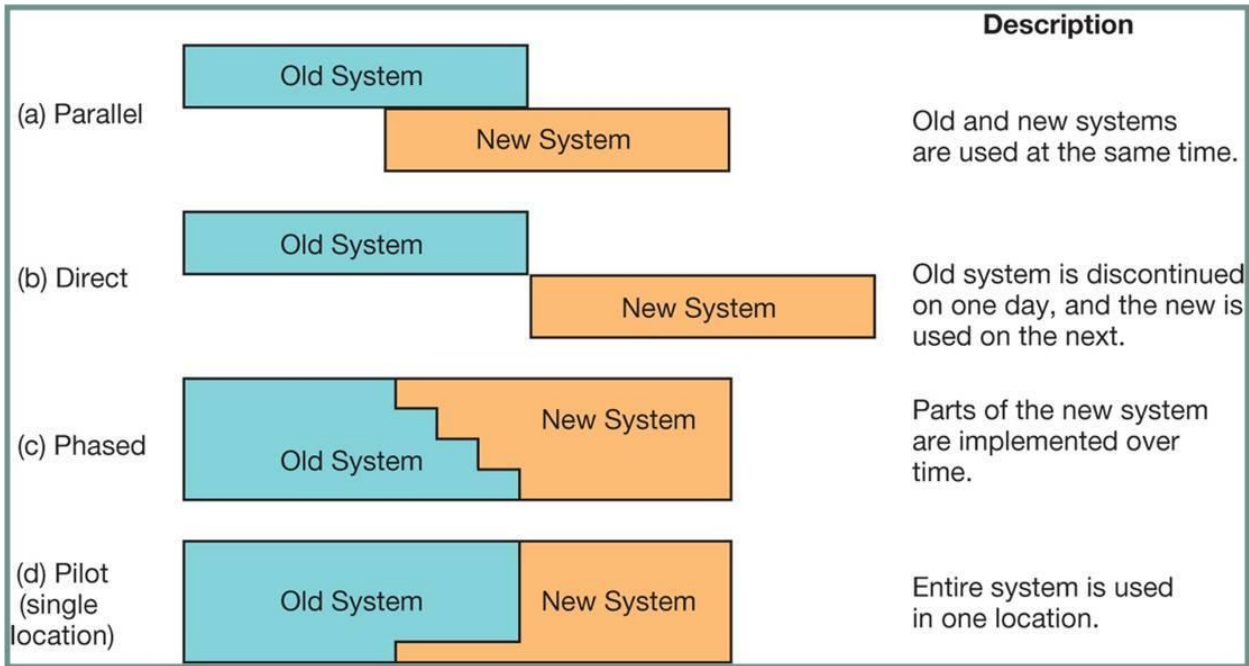 Description
Old System
(a) Parallel
New System
Old and new systems
are used at the same time.
Old System
(b) Direct
New System
Old system is discontinued
on one day, and the new is
used on the next.
(c) Phased
Old System
New System
Parts of the new system
are implemented over
time.
(d) Pilot
(single
location)
Old System
New System
Entire system is used
in one location.